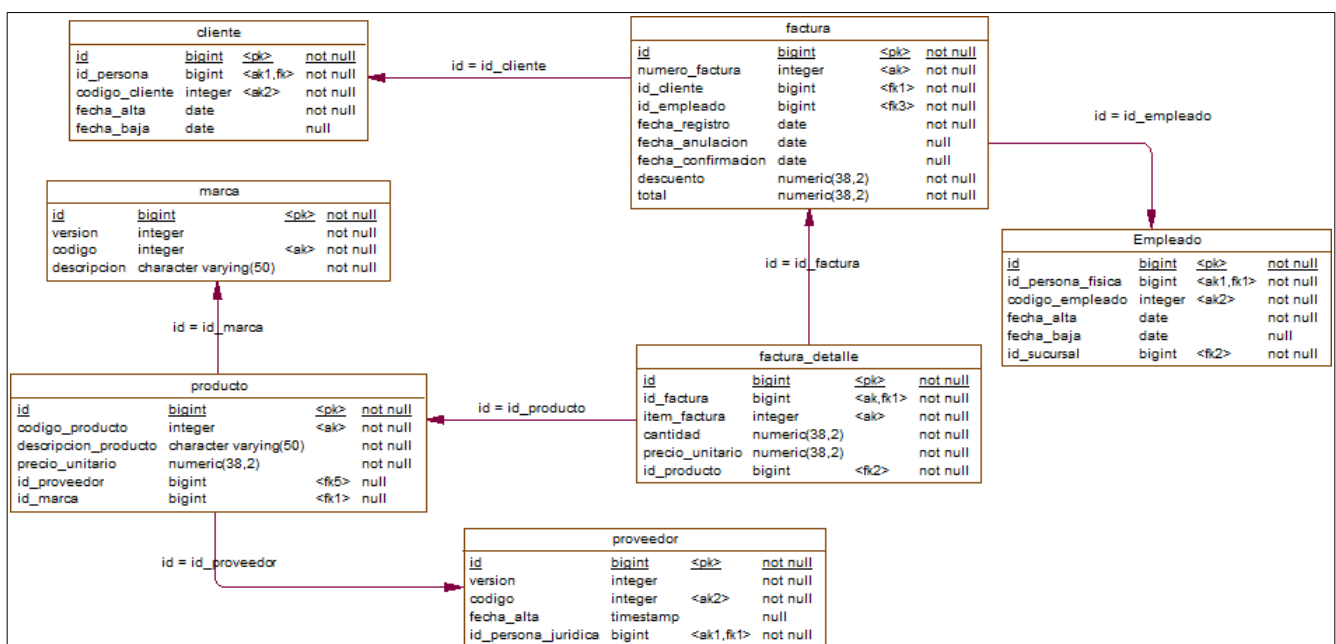 cliente
id bigint <pk> not null
id_persona bigint <ak1,fk> not null
codigo_cliente integer <ak2> not null
fecha_alta date not null
fecha_baja date null
id = id_cliente
factura
id bigint <pk> not null
numero_factura integer <ak> not null
id_cliente bigint <fk1> not null
id_empleado bigint <fk3> not null
fecha_registro date not null
fecha_anulacion date null
fecha_confirmacion date null
descuento numeric(38,2) not null
total numeric(38,2) not null
id = id_empleado
marca
id bigint <pk> not null
version integer not null
codigo integer <ak> not null
descripcion character varying(50) not null
id = id_factura
Empleado
id bigint <pk> not null
id_persona_fisica bigint <ak1,fk1> not null
codigo_empleado integer <ak2> not null
fecha_alta date not null
fecha_baja date null
id_sucursal bigint <fk2> not null
id = id_marca
factura_detalle
id bigint <pk> not null
id_factura bigint <ak,fk1> not null
item_factura integer <ak> not null
cantidad numeric(38,2) not null
precio_unitario numeric(38,2) not null
id_producto bigint <fk2> not null
producto
id bigint <pk> not null
codigo_producto integer <ak> not null
descripcion_producto character varying(50) not null
precio_unitario numeric(38,2) not null
id_proveedor bigint <fk5> null
id_marca bigint <fk1> null
id = id_producto
id = id_proveedor
proveedor
id bigint <pk> not null
version integer not null
codigo integer <ak2> not null
fecha_alta timestamp null
id_persona_juridica bigint <ak1,fk1> not null